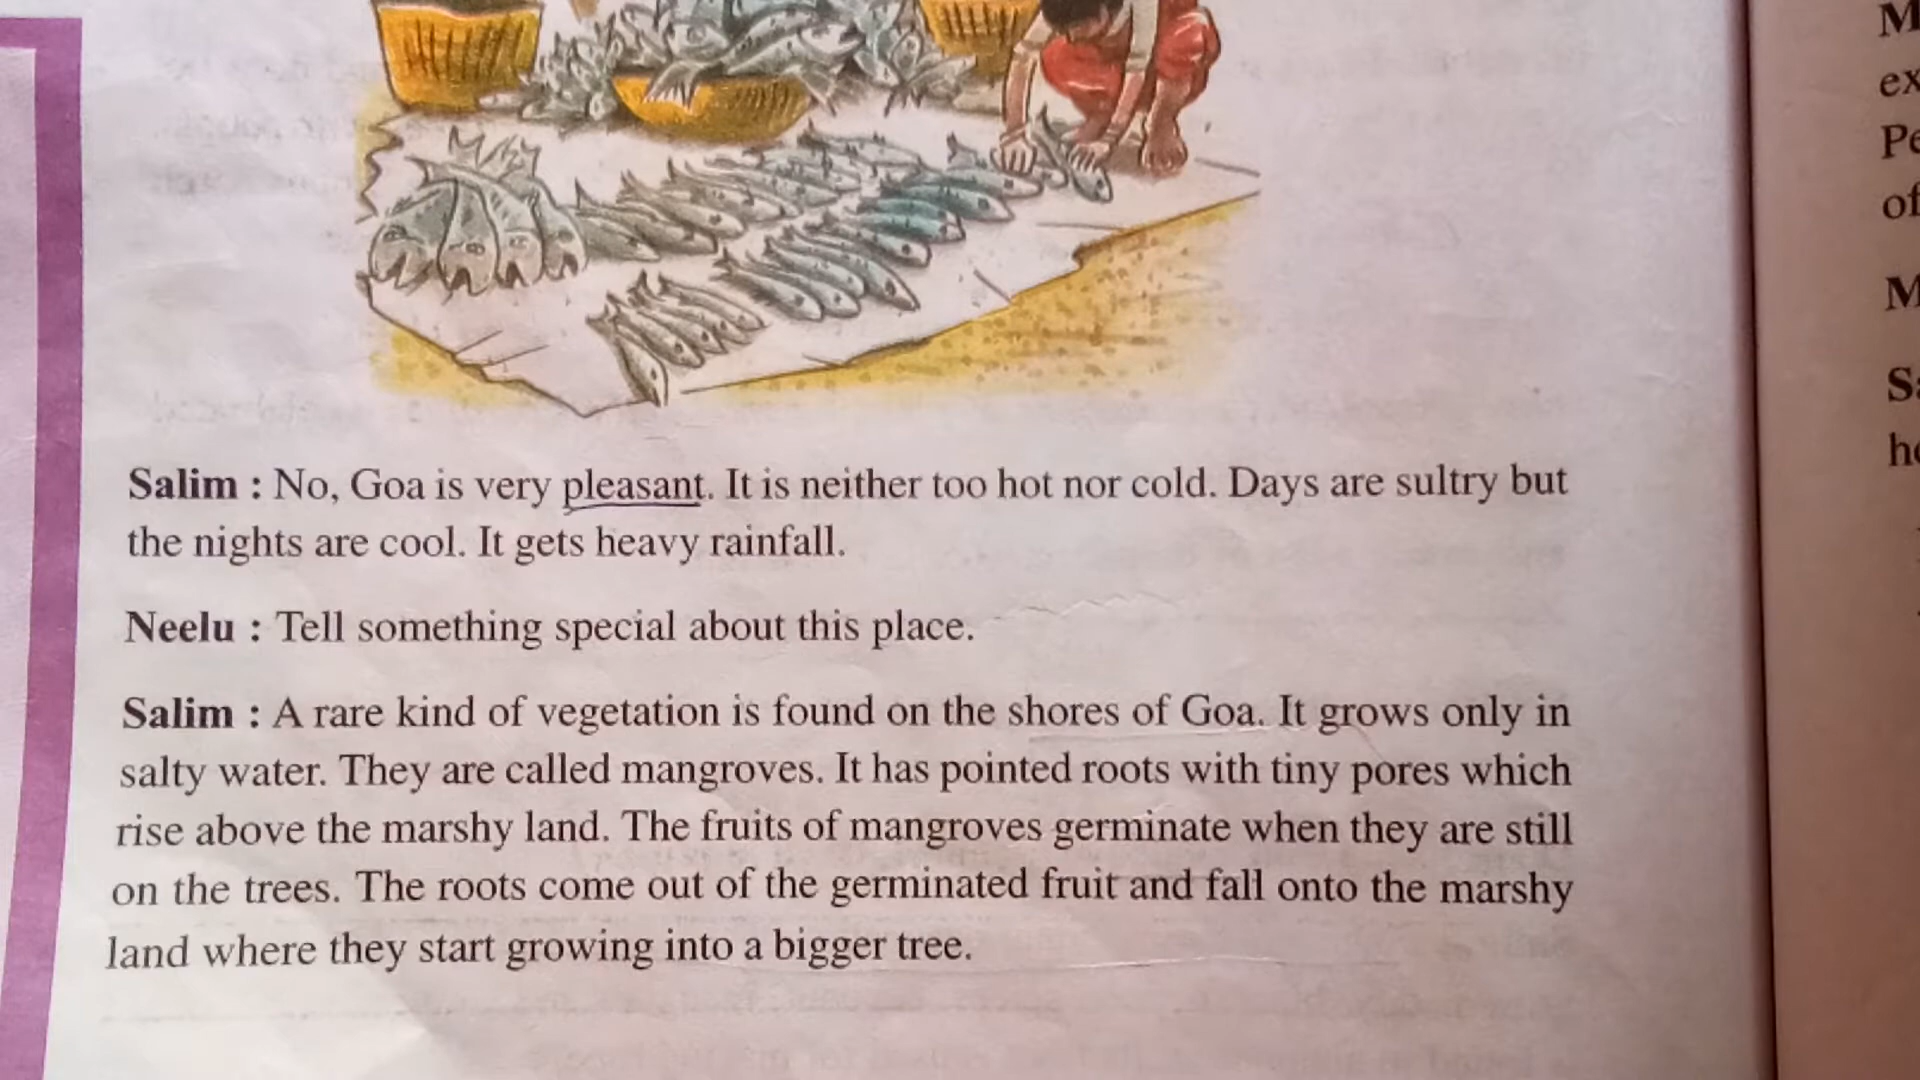 Salim : No, Goa is very pleasant. It is neither too hot nor cold. Days are sultry but
the nights are cool. It gets heavy rainfall.
Neelu : Tell something special about this place.
Salim : A rare kind of vegetation is found on the shores of Goa. It grows only in
salty water. They are called mangroves. It has pointed roots with tiny pores which
rise above the marshy land. The fruits of mangroves germinate when they are still
on the trees. The roots come out of the germinated fruit and fall onto the marshy
land where they start growing into a bigger tree.